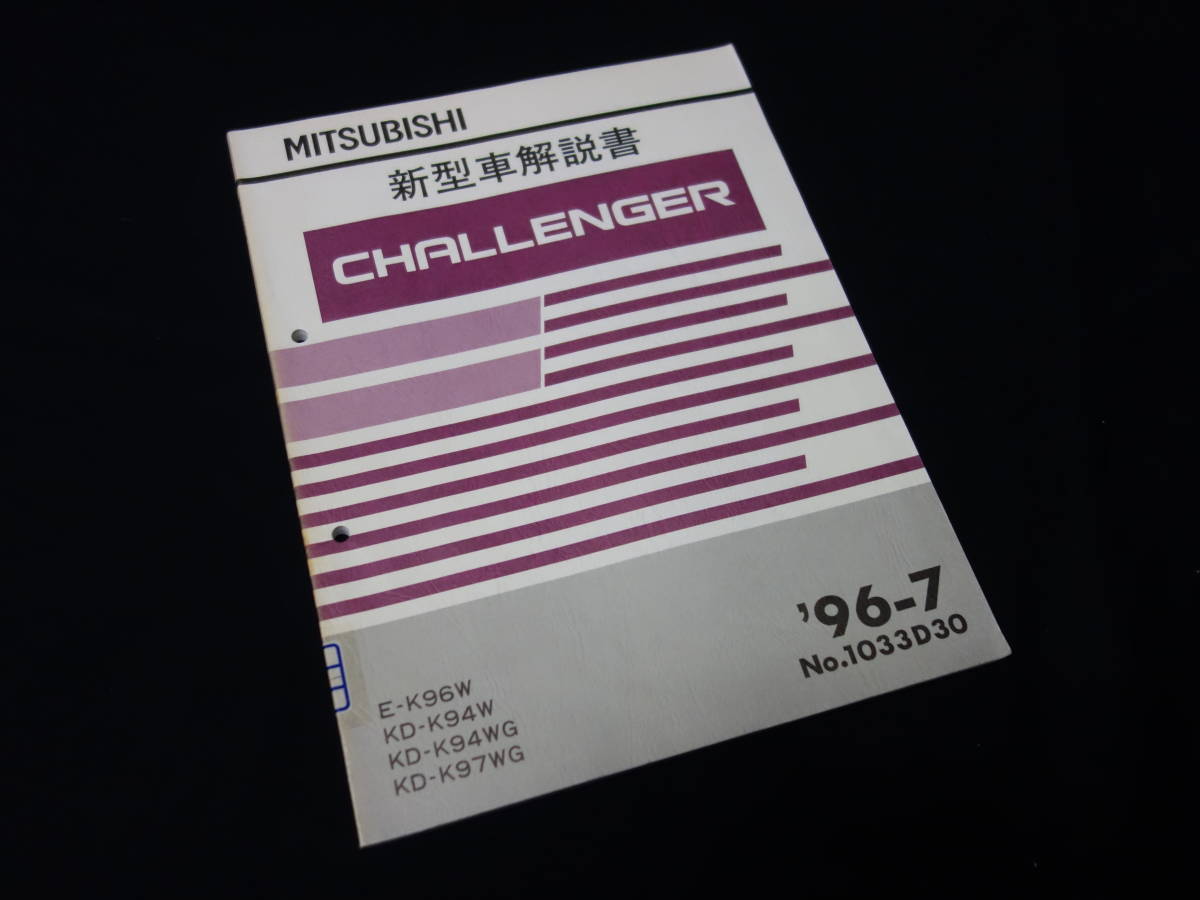 MITSUBISHI
新型車解説書
CHALLENGER
'96-7
No.1033D30
E-K96W
KD-K94W
KD-K94WG
KD-K97WG